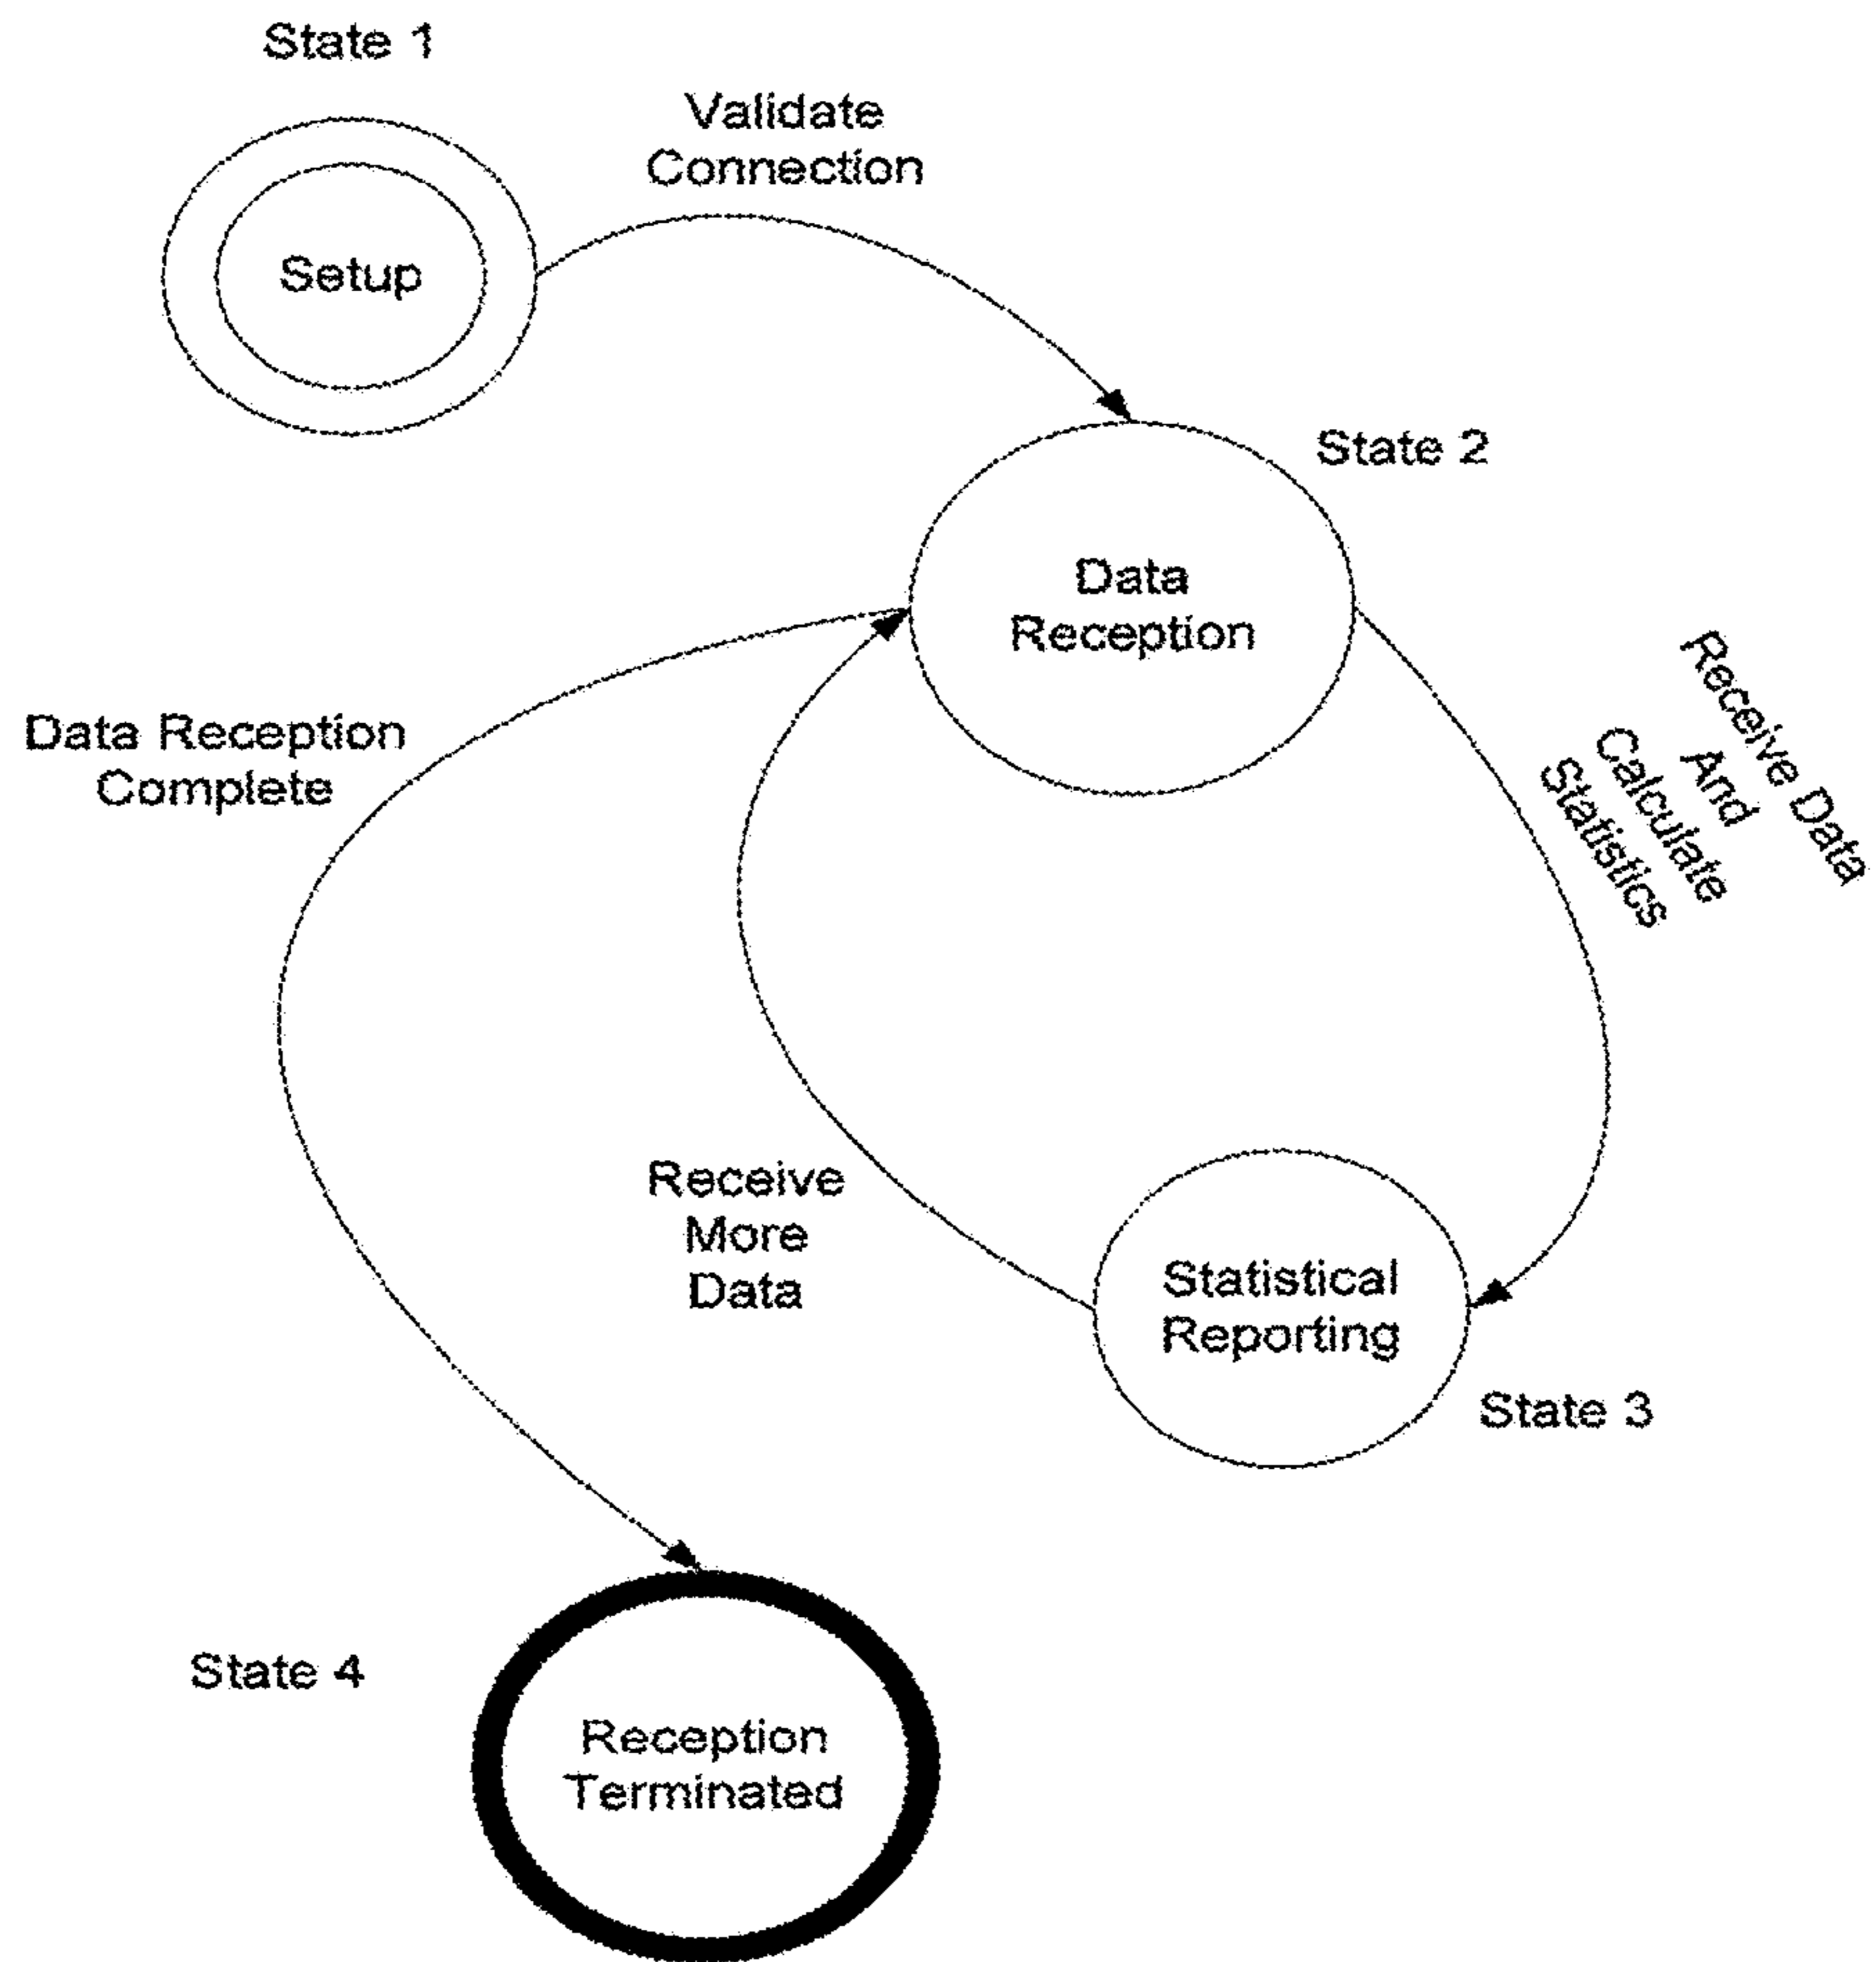 State 1
Validate
Connection
Setup
State 2
Data
Reception
Receive Data
And
Calculate
Statistics
Data Reception
Complete
Receive
More
Data
Statistical
Reporting
State 3
State 4
Reception
Terminated